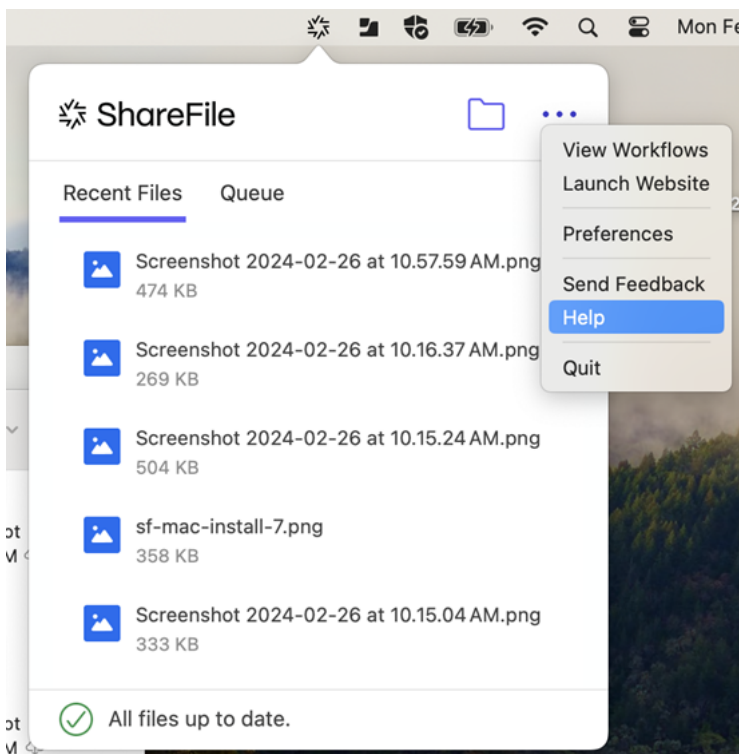 Mon Fe
ShareFile
View Workflows
Launch Website
Preferences
Send Feedback
Help
Quit
Recent Files
Queue
Screenshot 2024-02-26 at 10.57.59 AM.png
474 KB
Screenshot 2024-02-26 at 10.16.37 AM.png
269 KB
Screenshot 2024-02-26 at 10.15.24 AM.png
504 KB
sf-mac-install-7.png
358 KB
Screenshot 2024-02-26 at 10.15.04 AM.png
333 KB
All files up to date.
ot
M
ot
M
2